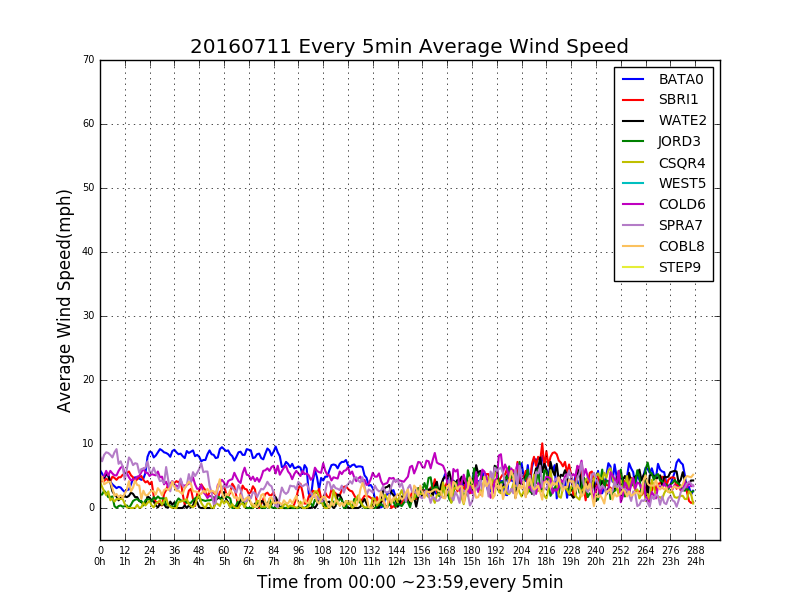 20160711 Every 5min Average Wind Speed
70
60
50
40
30
20
10
0
Average Wind Speed(mph)
BATA0
SBRI1
WATE2
JORD3
CSQR4
WEST5
COLD6
SPRA7
COBL8
STEP9
0 12 24 36 48 60 72 84 96 108 120 132 144 156 168 180 192 204 216 228 240 252 264 276 288
0h 1h 2h 3h 4h 5h 6h 7h 8h 9h 10h 11h 12h 13h 14h 15h 16h 17h 18h 19h 20h 21h 22h 23h 24h
Time from 00:00 ~23:59,every 5min